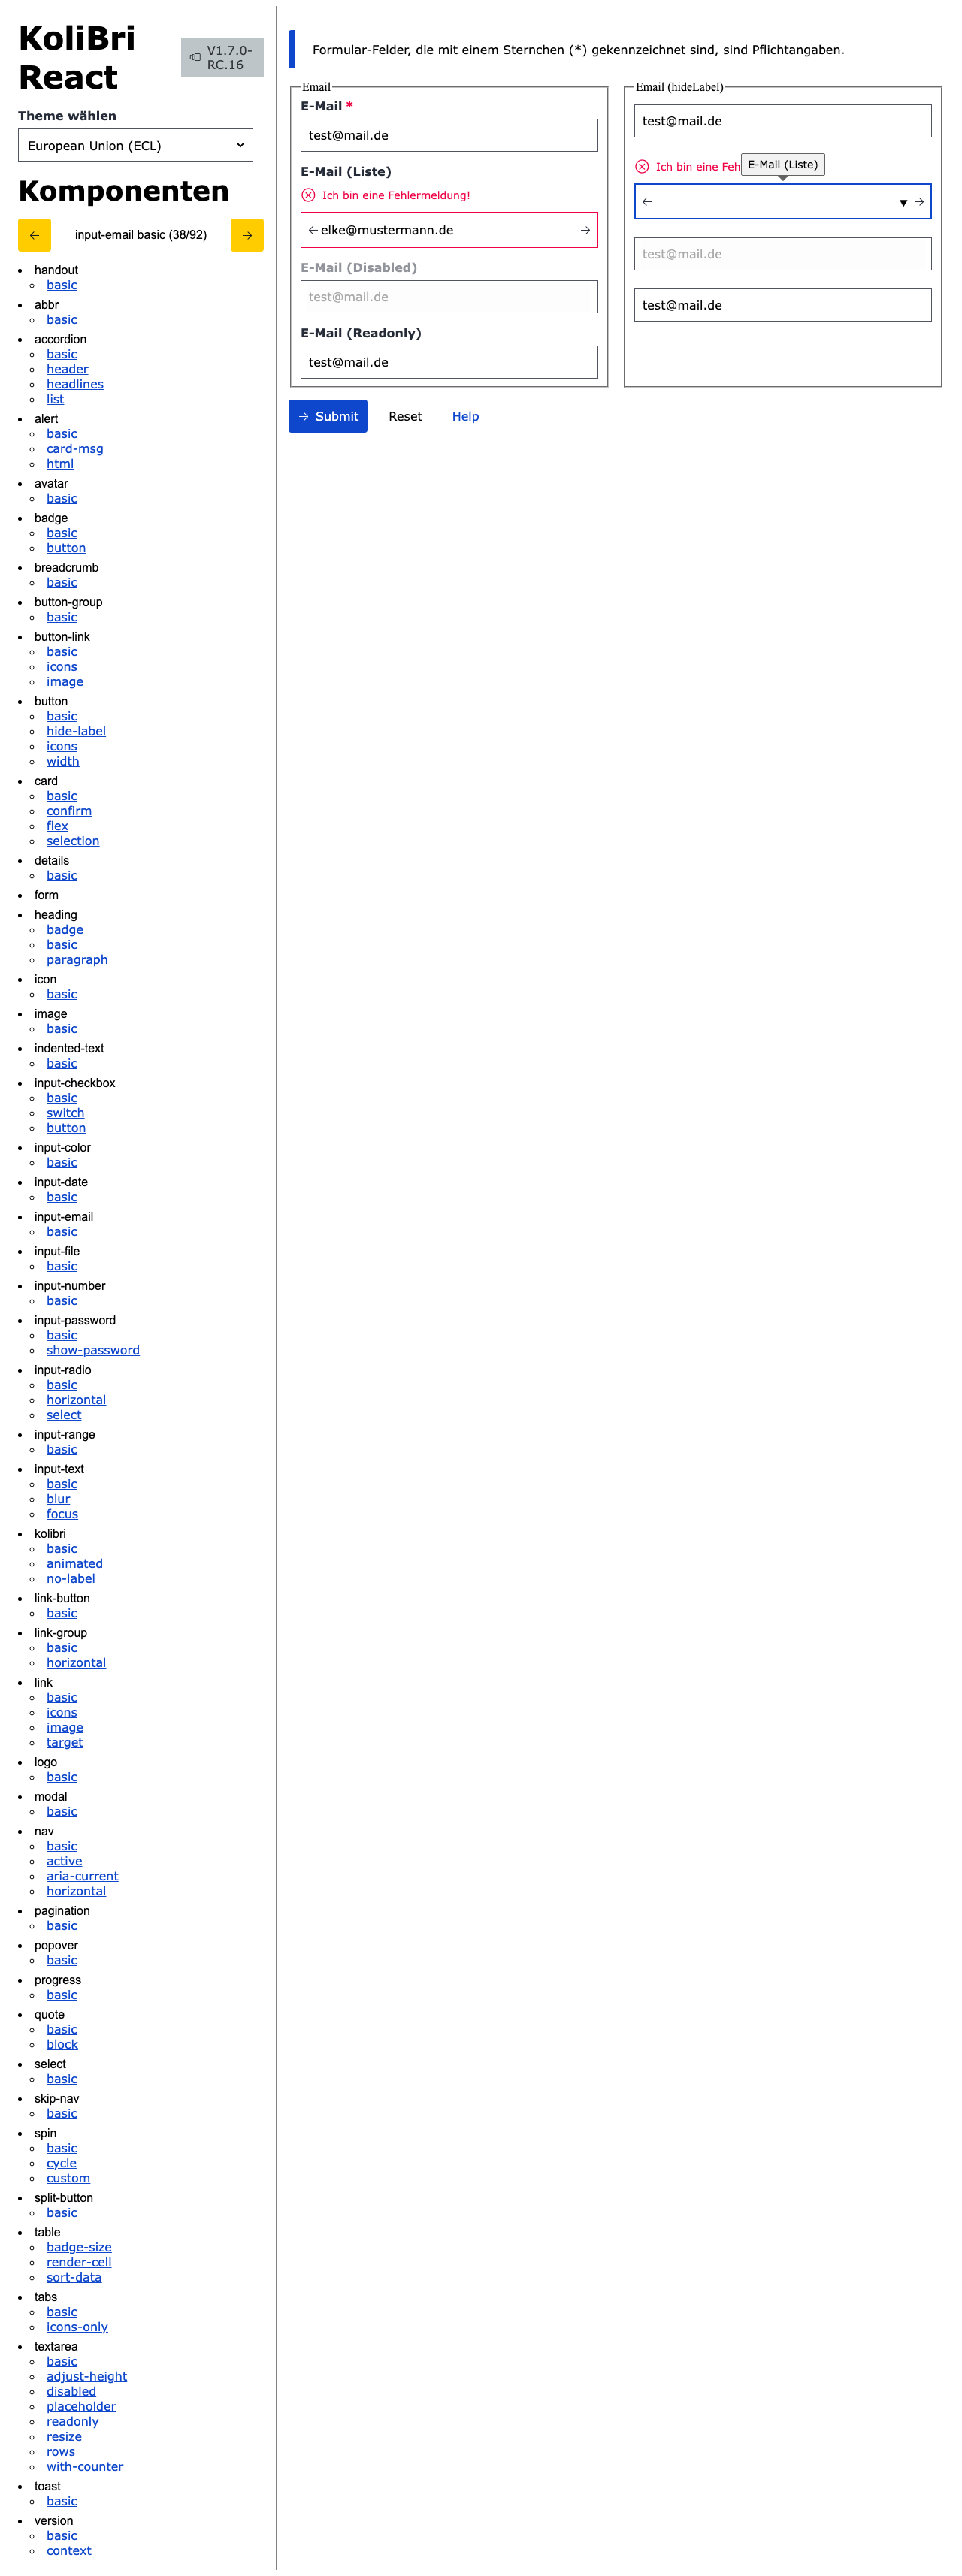 KoliBri
React
V1.7.0-
RC.16
Theme wählen
European Union (ECL)
Komponenten
input-email basic (38/92)
handout
basic
abbr
basic
accordion
basic
header
headlines
list
alert
basic
card-msg
html
avatar
basic
badge
basic
button
breadcrumb
basic
button-group
basic
button-link
basic
icons
image
button
basic
hide-label
icons
width
card
basic
confirm
flex
selection
details
basic
form
heading
badge
basic
paragraph
icon
basic
image
basic
indented-text
basic
input-checkbox
basic
switch
button
input-color
basic
input-date
basic
input-email
basic
input-file
basic
input-number
basic
input-password
basic
show-password
input-radio
basic
horizontal
select
input-range
basic
input-text
basic
blur
focus
kolibri
basic
animated
no-label
link-button
basic
link-group
basic
horizontal
link
basic
icons
image
target
logo
basic
modal
basic
nav
basic
active
aria-current
horizontal
pagination
basic
popover
basic
progress
basic
quote
basic
block
select
basic
skip-nav
basic
spin
basic
cycle
custom
split-button
basic
table
badge-size
render-cell
sort-data
tabs
basic
icons-only
textarea
basic
adjust-height
disabled
placeholder
readonly
resize
rows
with-counter
toast
basic
version
basic
context
Formular-Felder, die mit einem Sternchen (*) gekennzeichnet sind, sind Pflichtangaben.
Email
E-Mail *
test@mail.de
E-Mail (Liste)
Ich bin eine Fehlermeldung!
elke@mustermann.de
E-Mail (Disabled)
test@mail.de
E-Mail (Readonly)
test@mail.de
Email (hideLabel)
test@mail.de
Ich bin eine Feh
E-Mail (Liste)
test@mail.de
test@mail.de
Submit
Reset
Help